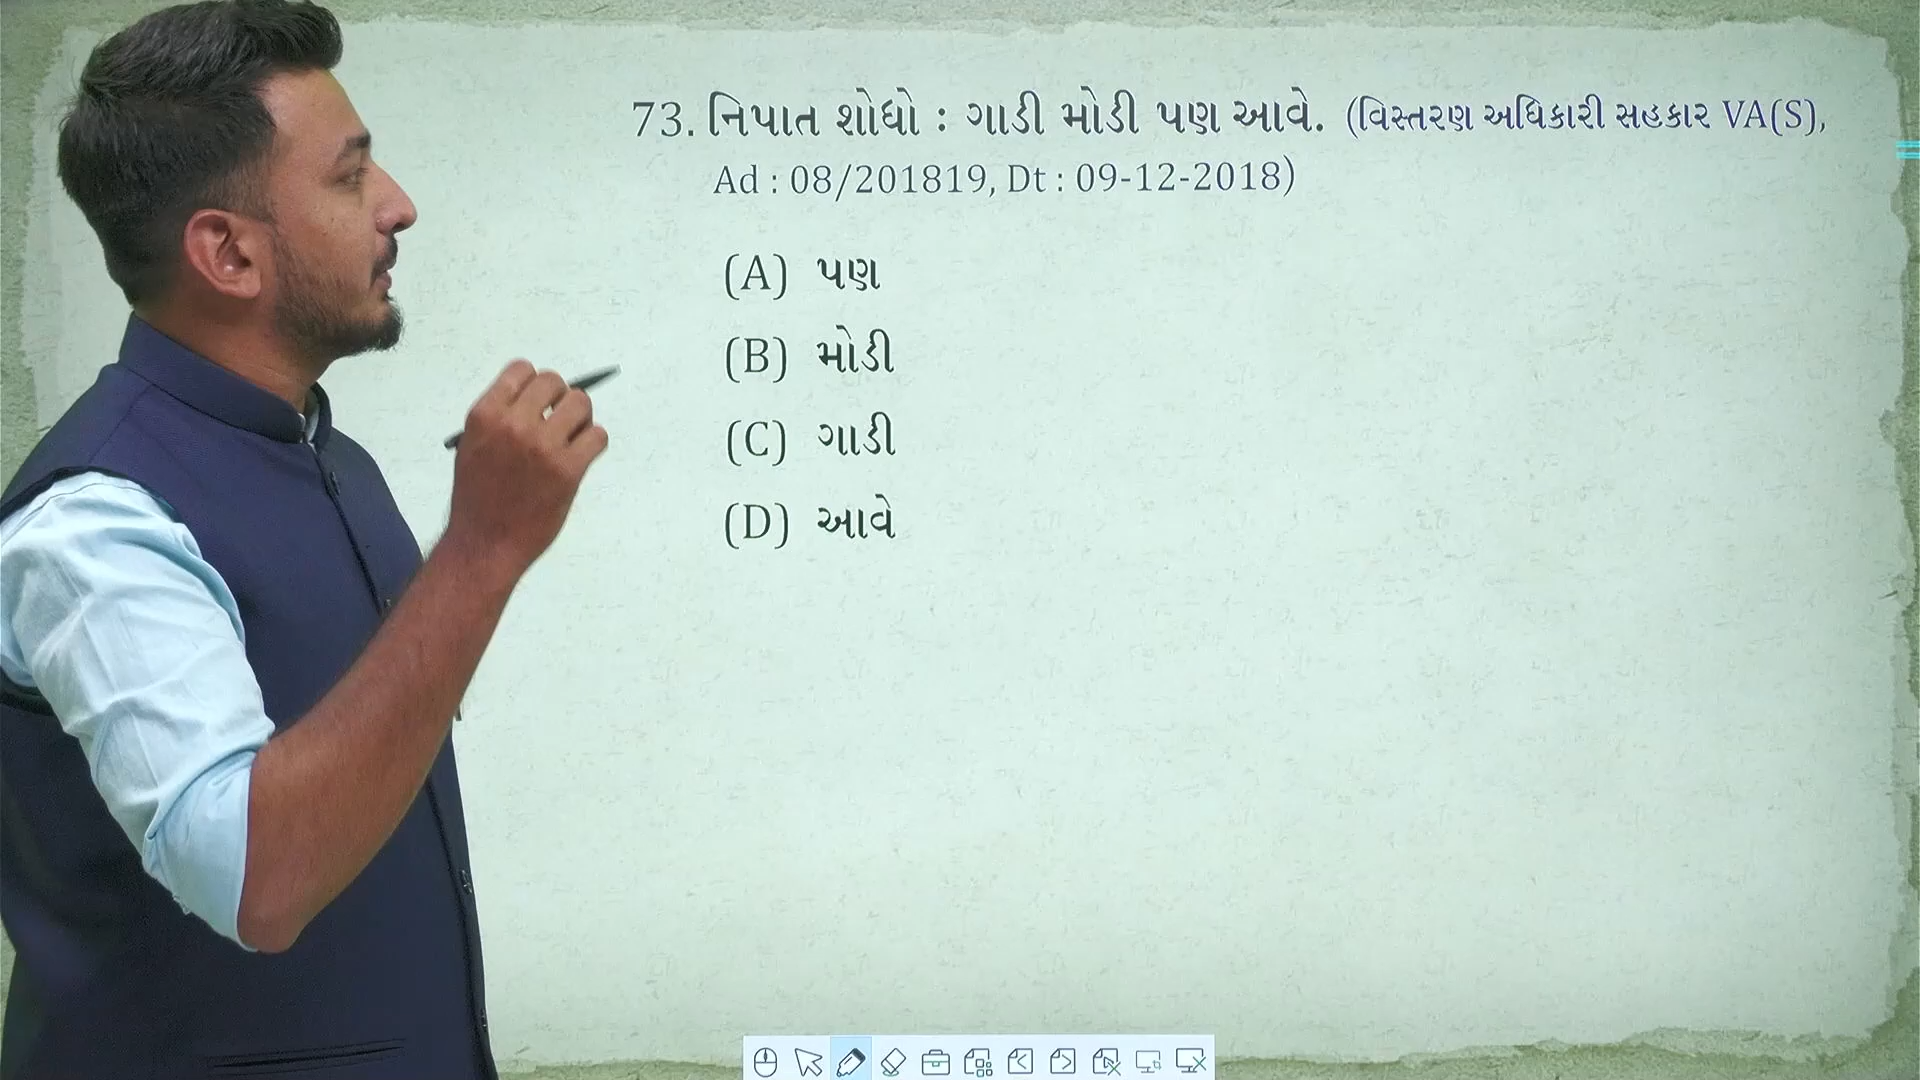 73. નિપાત શોધો : ગાડી મોડી પણ આવે. (વિસ્તરણ અધિકારી સહકાર VA(S),
Ad : 08/201819, Dt : 09-12-2018)
(A) પણ
(B) મોડી
(C) ગાડી
(D) આવે